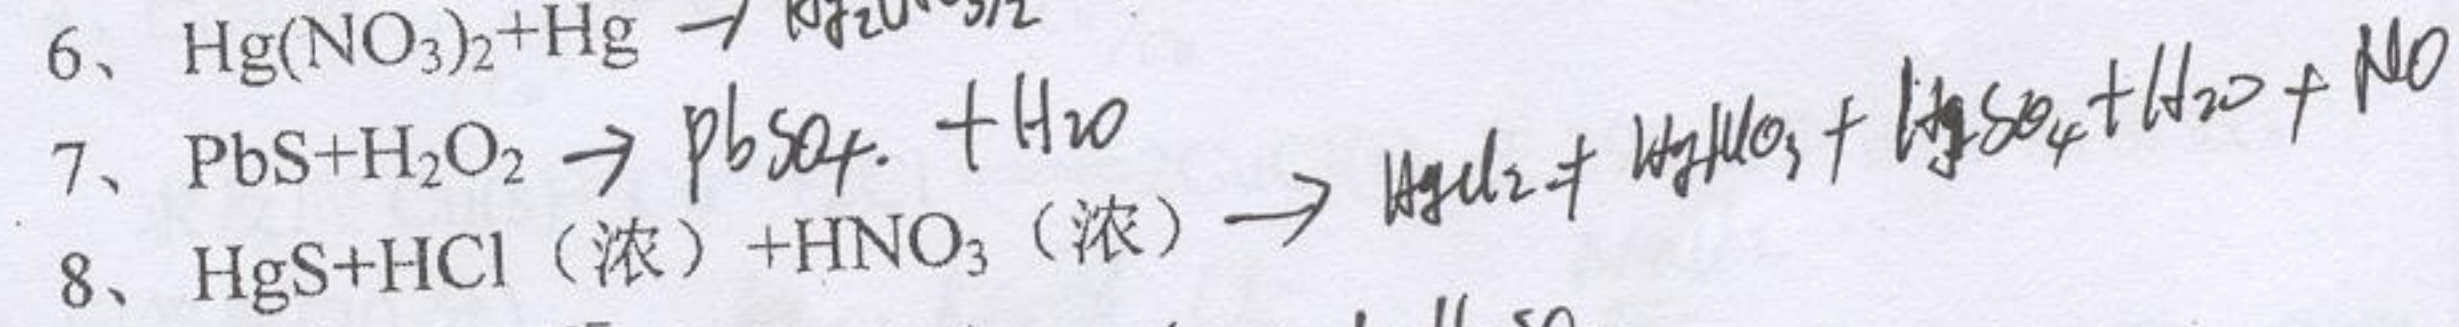 6、Hg(NO₃)₂+Hg → Hg₂(NO₃)₂
7、PbS+H₂O₂ → PbSO₄. + H₂O
8、HgS+HCl（浓）+HNO₃（浓） → HgCl₂ + HgNO₃ + HgSO₄ + H₂O + NO